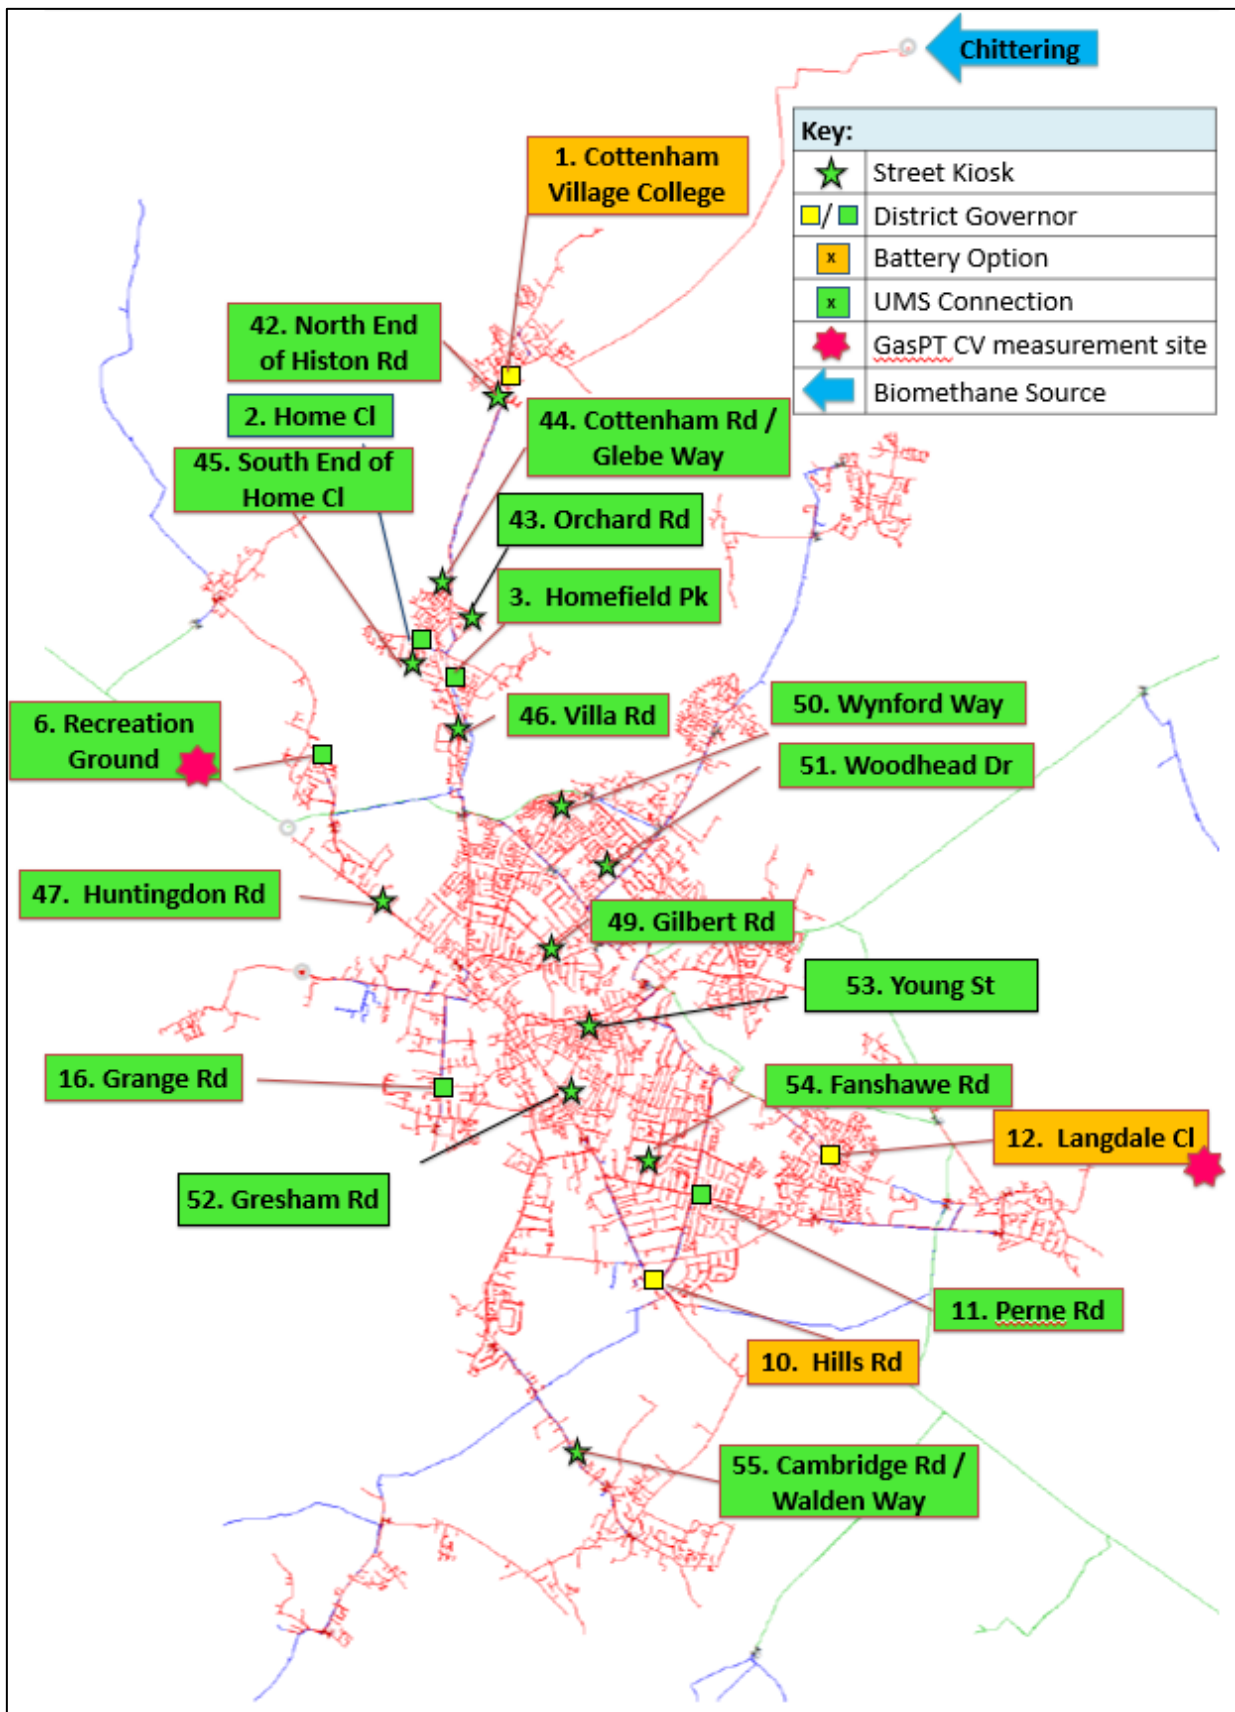 Chittering
Key:
Street Kiosk
/ District Governor
x Battery Option
x UMS Connection
GasPT CV measurement site
Biomethane Source
1. Cottenham
Village College
42. North End
of Histon Rd
2. Home Cl
44. Cottenham Rd /
Glebe Way
45. South End of
Home Cl
43. Orchard Rd
3. Homefield Pk
6. Recreation
Ground
46. Villa Rd
50. Wynford Way
51. Woodhead Dr
47. Huntingdon Rd
49. Gilbert Rd
53. Young St
16. Grange Rd
54. Fanshawe Rd
12. Langdale Cl
52. Gresham Rd
11. Perne Rd
10. Hills Rd
55. Cambridge Rd /
Walden Way